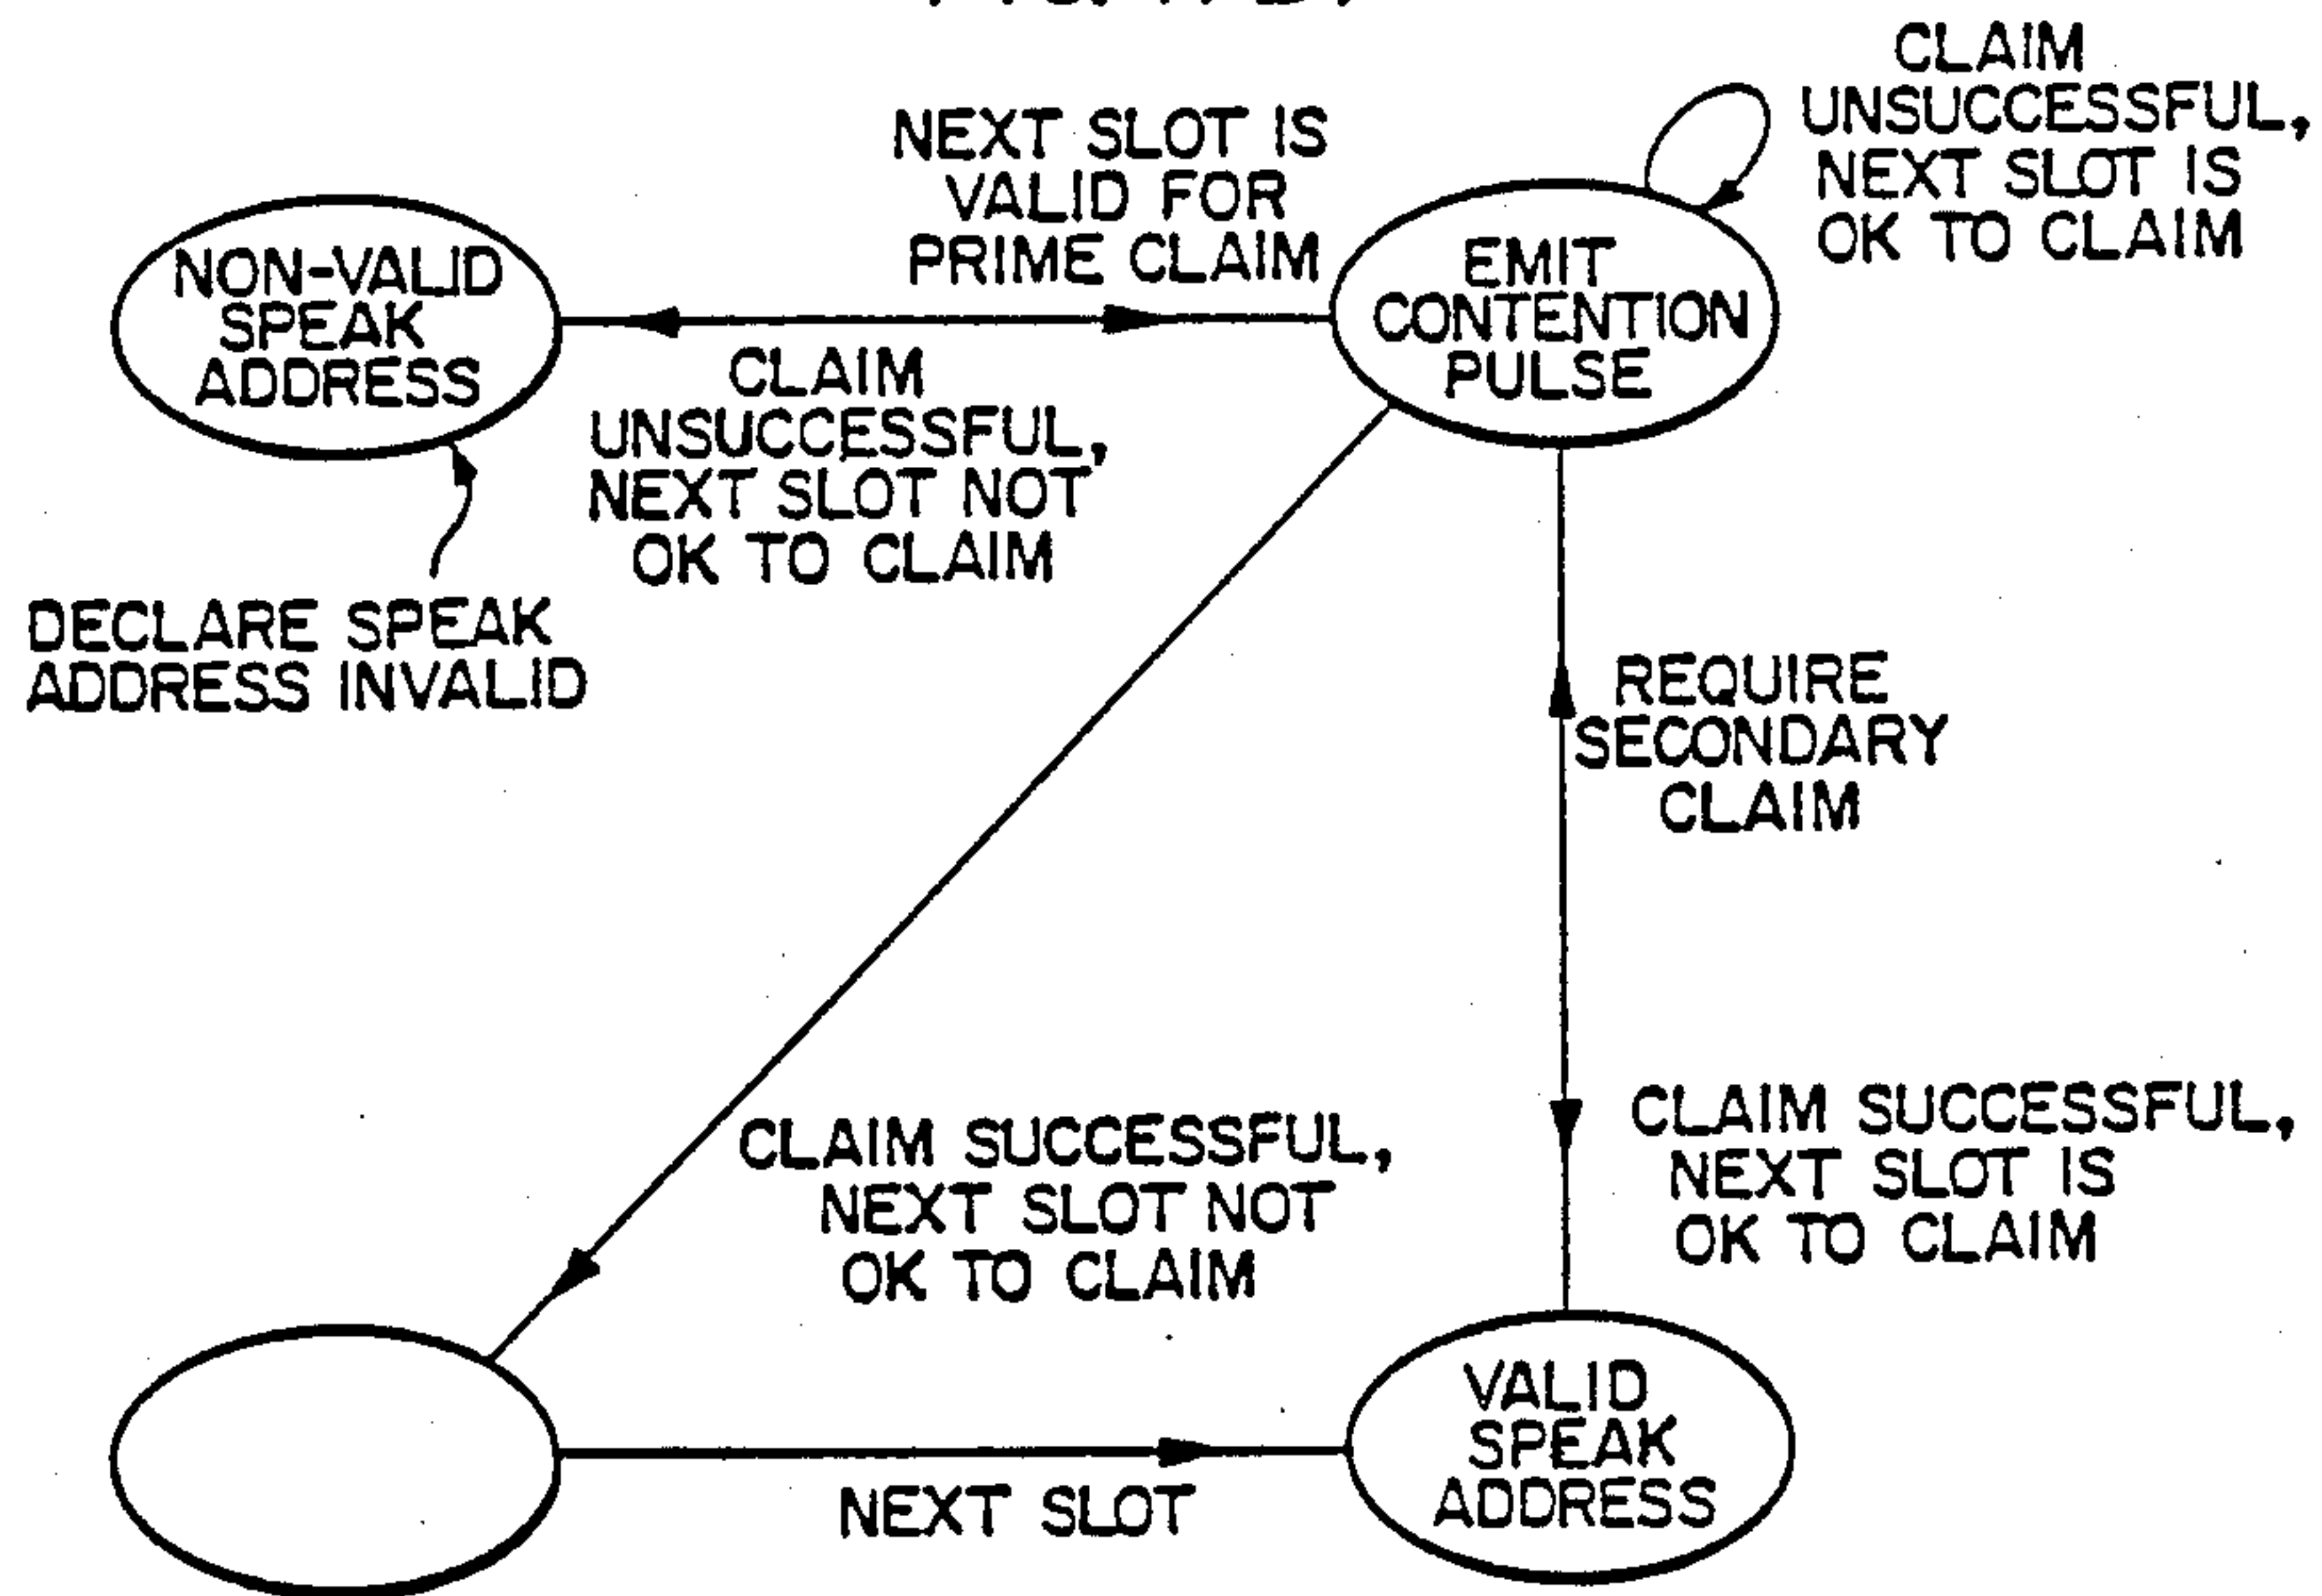 CLAIM
UNSUCCESSFUL,
NEXT SLOT IS
OK TO CLAIM
NEXT SLOT IS
VALID FOR
PRIME CLAIM
NON-VALID
SPEAK
ADDRESS
EMIT
CONTENTION
PULSE
CLAIM
UNSUCCESSFUL,
NEXT SLOT NOT
OK TO CLAIM
DECLARE SPEAK
ADDRESS INVALID
REQUIRE
SECONDARY
CLAIM
CLAIM SUCCESSFUL,
NEXT SLOT NOT
OK TO CLAIM
CLAIM SUCCESSFUL,
NEXT SLOT IS
OK TO CLAIM
NEXT SLOT
VALID
SPEAK
ADDRESS